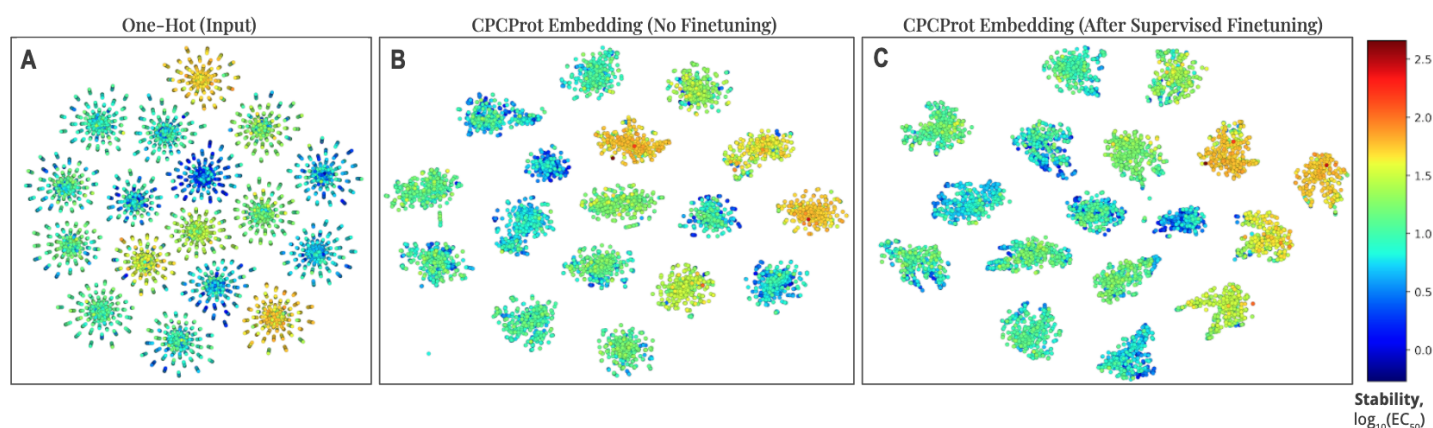 One-Hot (Input)
CPCProt Embedding (No Finetuning)
CPCProt Embedding (After Supervised Finetuning)
A
B
C
2.5
2.0
1.5
1.0
0.5
0.0
Stability,
log₁₀(EC₅₀)